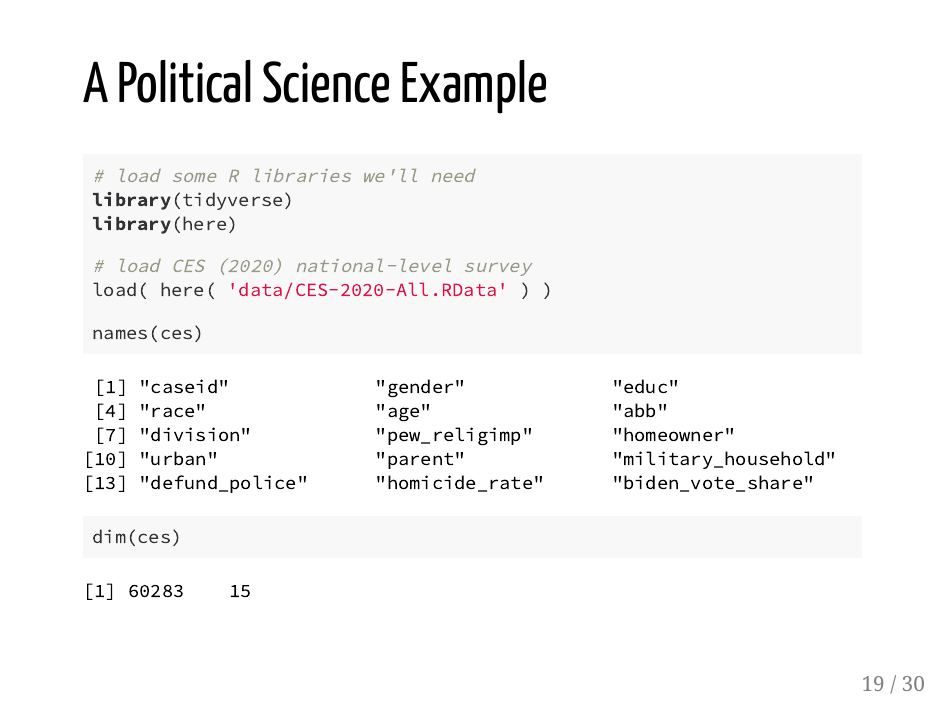 A Political Science Example
# load some R libraries we'll need
library(tidyverse)
library(here)
# load CES (2020) national-level survey
load( here( 'data/CES-2020-All.RData' ) )
names(ces)
[1] "caseid" "gender" "educ"
[4] "race" "age" "abb"
[7] "division" "pew_religimp" "homeowner"
[10] "urban" "parent" "military_household"
[13] "defund_police" "homicide_rate" "biden_vote_share"
dim(ces)
[1] 60283 15
19 / 30